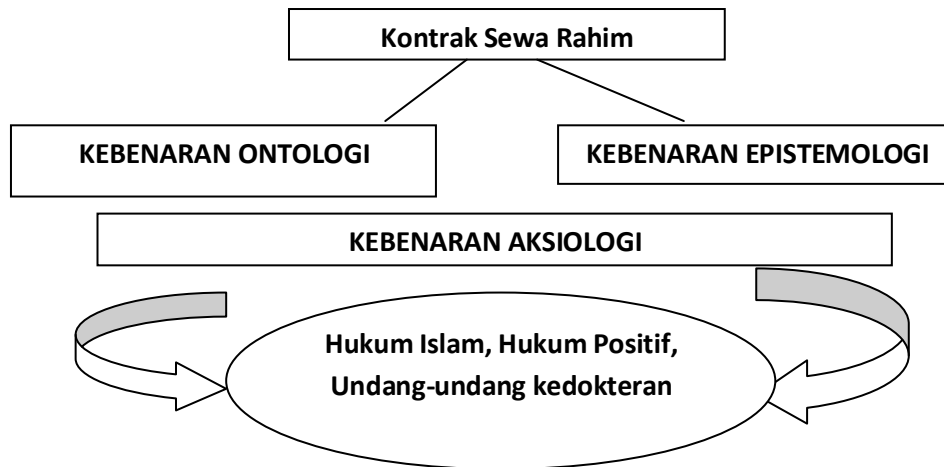 Kontrak Sewa Rahim
KEBENARAN ONTOLOGI
KEBENARAN EPISTEMOLOGI
KEBENARAN AKSIOLOGI
Hukum Islam, Hukum Positif,
Undang-undang kedokteran